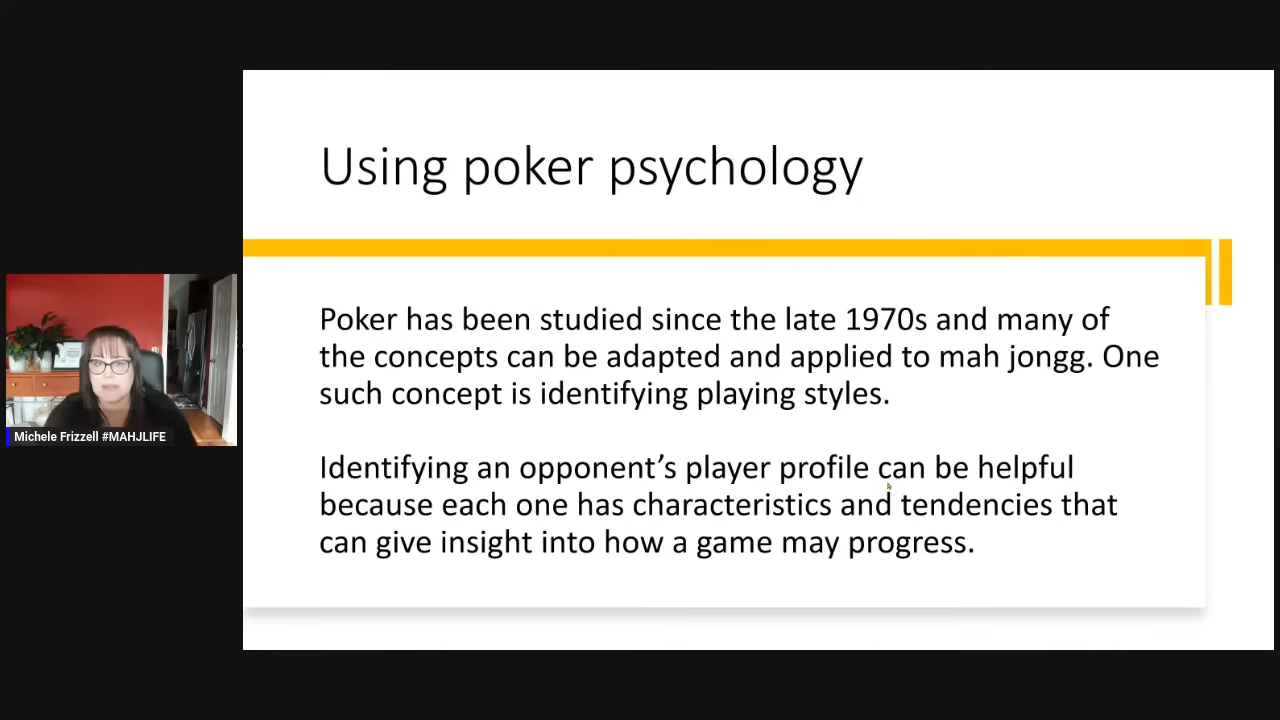 Using poker psychology
Poker has been studied since the late 1970s and many of
the concepts can be adapted and applied to mah jongg. One
such concept is identifying playing styles.
Identifying an opponent’s player profile can be helpful
because each one has characteristics and tendencies that
can give insight into how a game may progress.
Michele Frizzell #MAHJLIFE